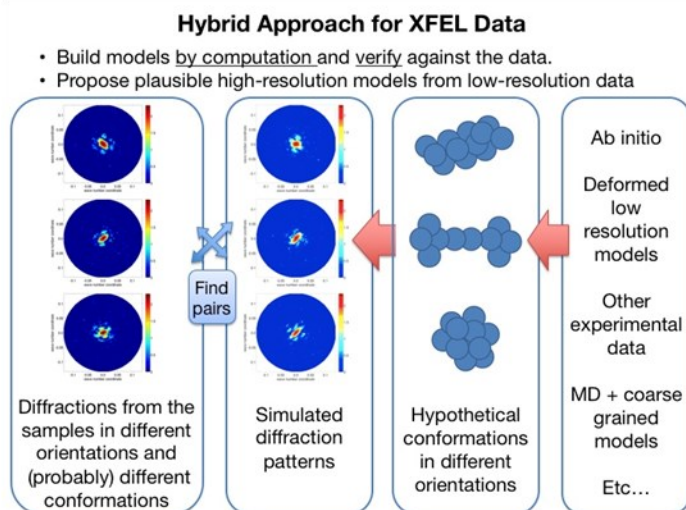 Hybrid Approach for XFEL Data
• Build models by computation and verify against the data.
• Propose plausible high-resolution models from low-resolution data
Find
pairs
Diffractions from the
samples in different
orientations and
(probably) different
conformations
Simulated
diffraction
patterns
Hypothetical
conformations
in different
orientations
Ab initio
Deformed
low
resolution
models
Other
experimental
data
MD + coarse
grained
models
Etc…